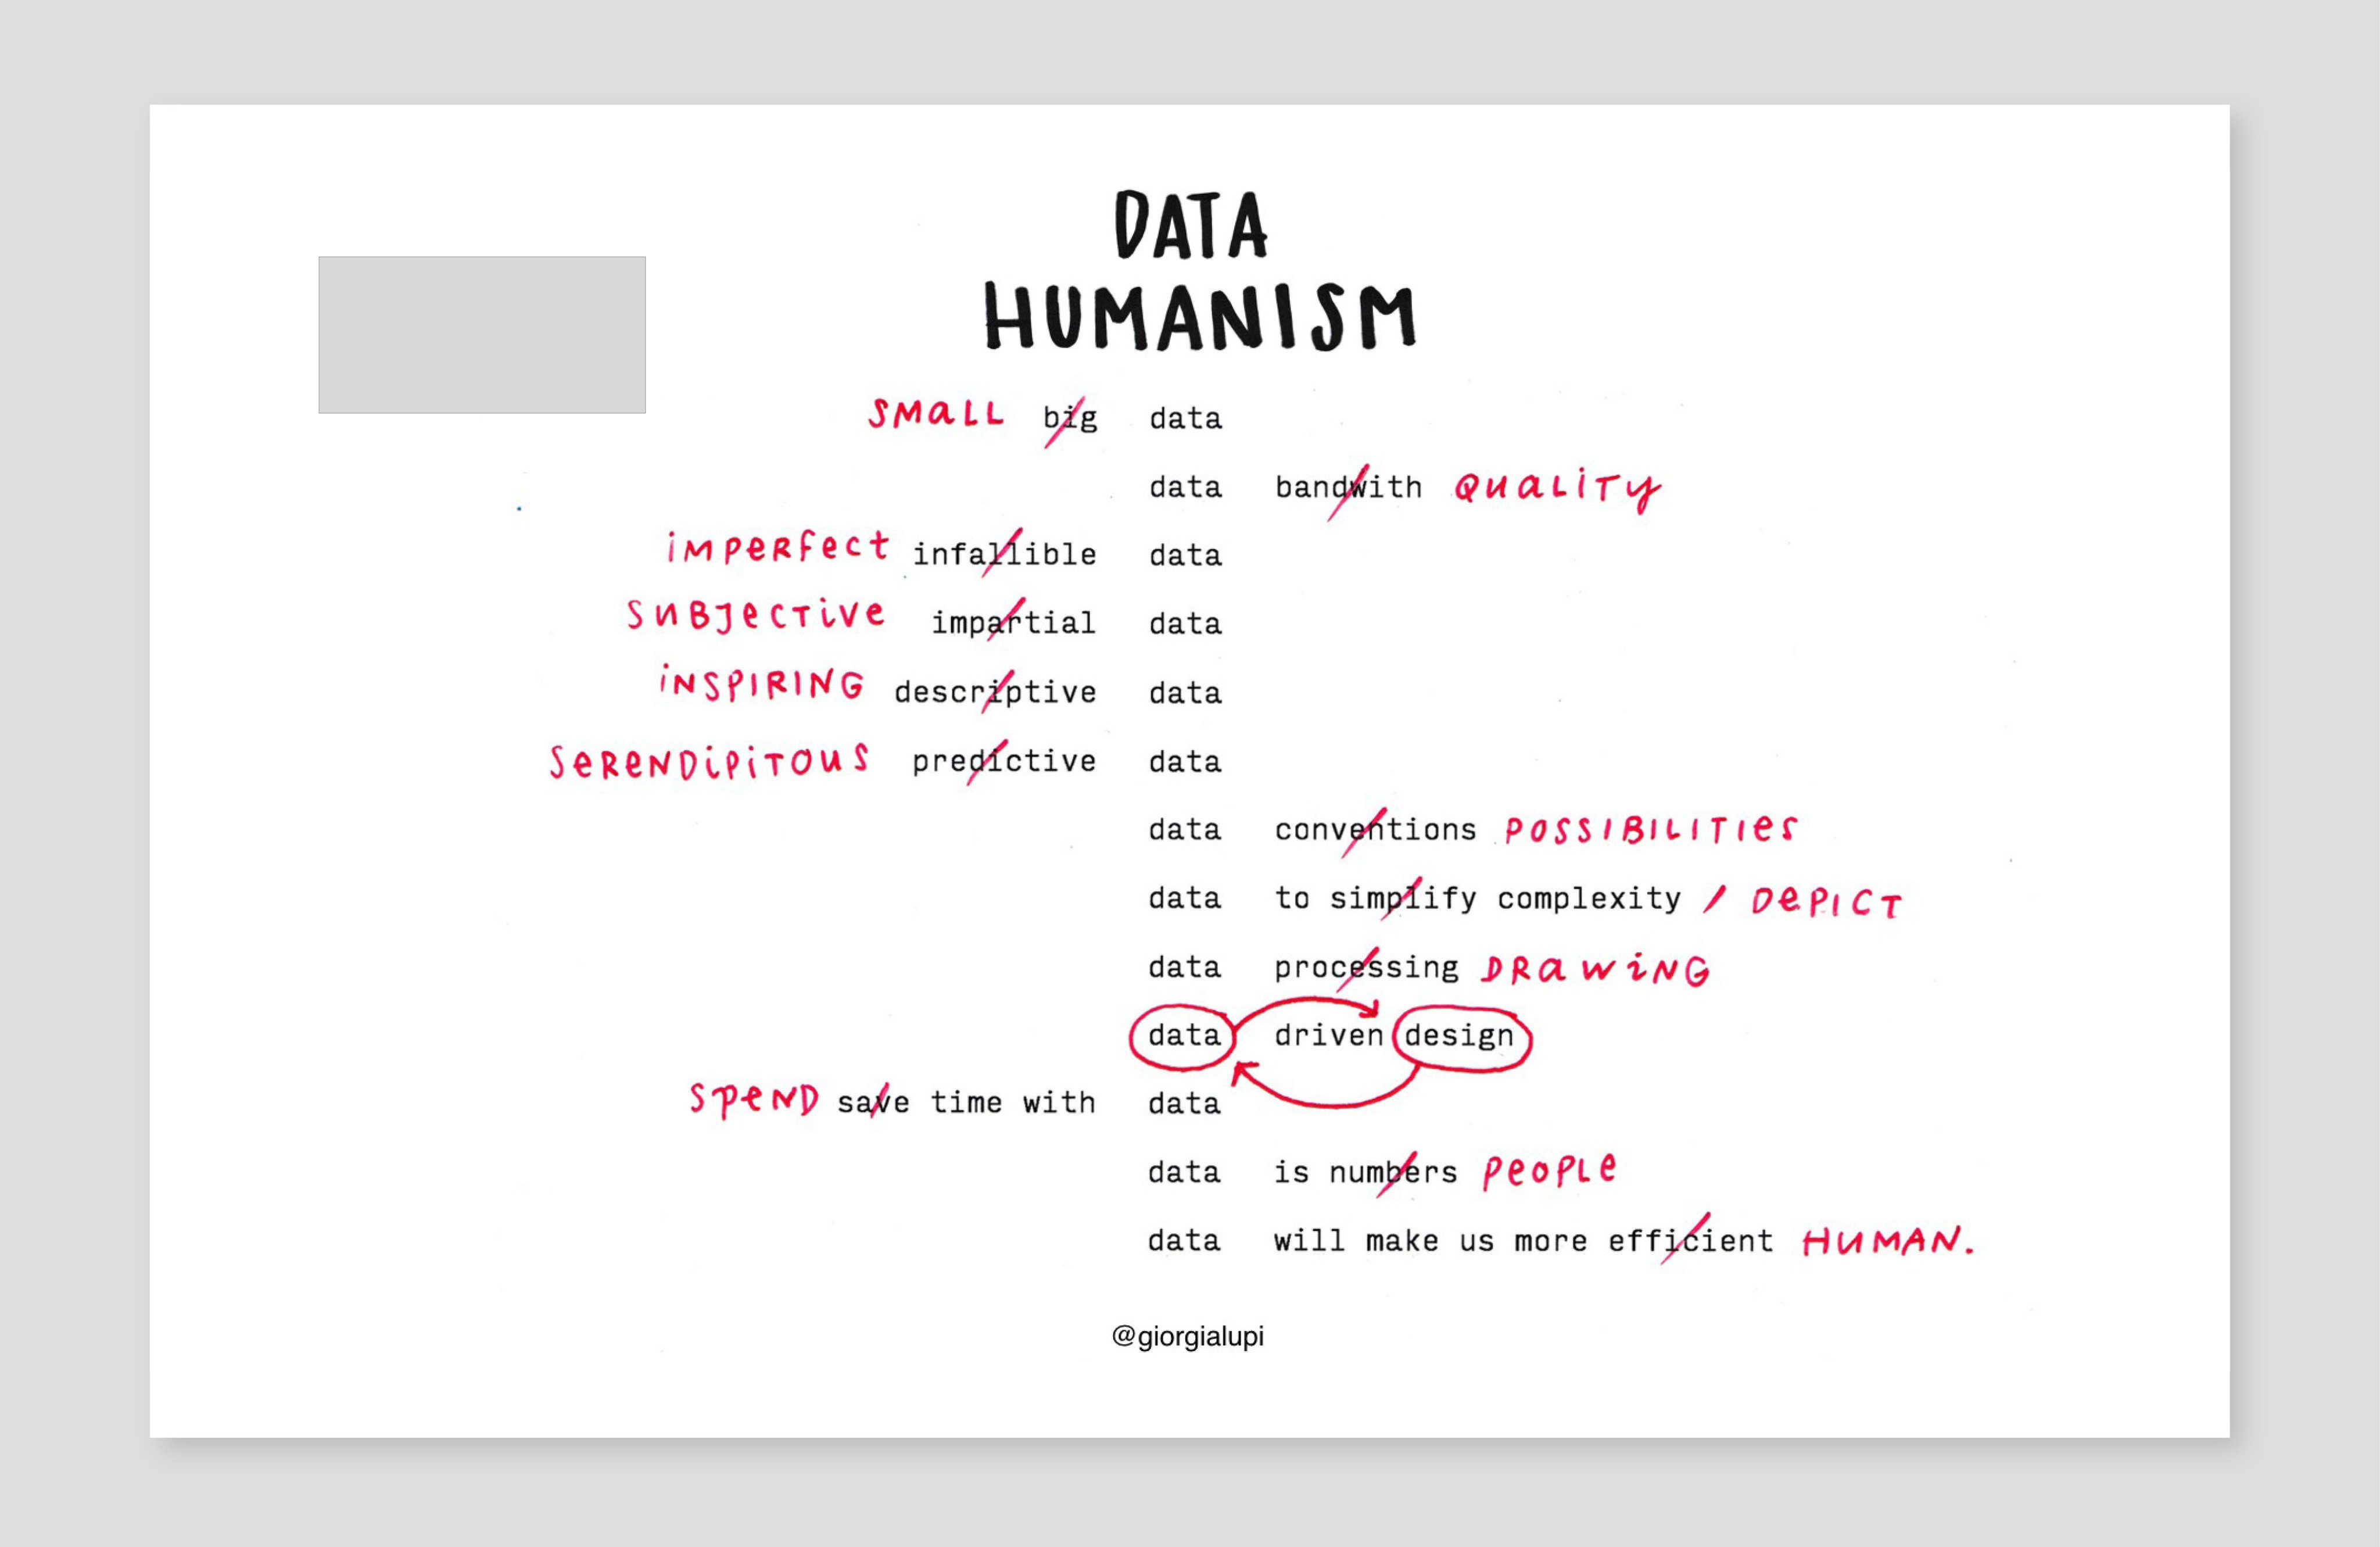 DATA
HUMANISM
SMALL big data
data bandwith QUALITY
IMPERFECT infallible data
SUBJECTIVE impartial data
INSPIRING descriptive data
SERENDIPITOUS predictive data
data conventions POSSIBILITIES
data to simplify complexity / DEPICT
data processing DRAWING
data driven design
SPEND save time with data
data is numbers PEOPLE
data will make us more efficient HUMAN.
@giorgialupi